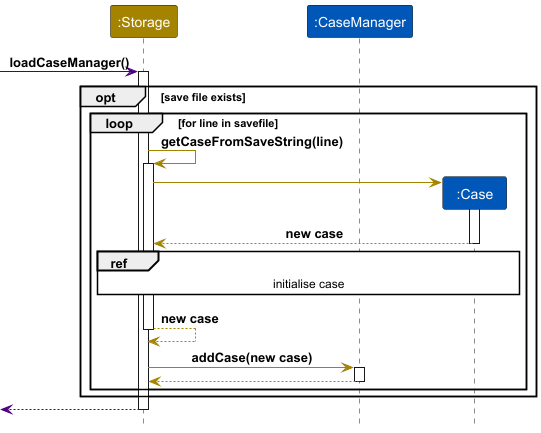 :Storage
:CaseManager
loadCaseManager()
opt
[save file exists]
loop
[for line in savefile]
getCaseFromSaveString(line)
:Case
new case
ref
initialise case
new case
addCase(new case)